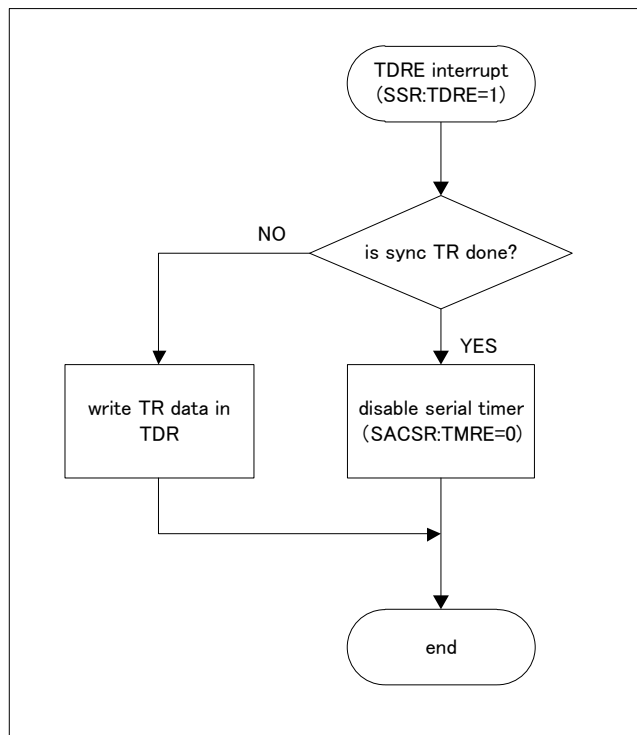 TDRE interrupt
(SSR:TDRE=1)
is sync TR done?
NO
YES
write TR data in
TDR
disable serial timer
(SACSR:TMRE=0)
end